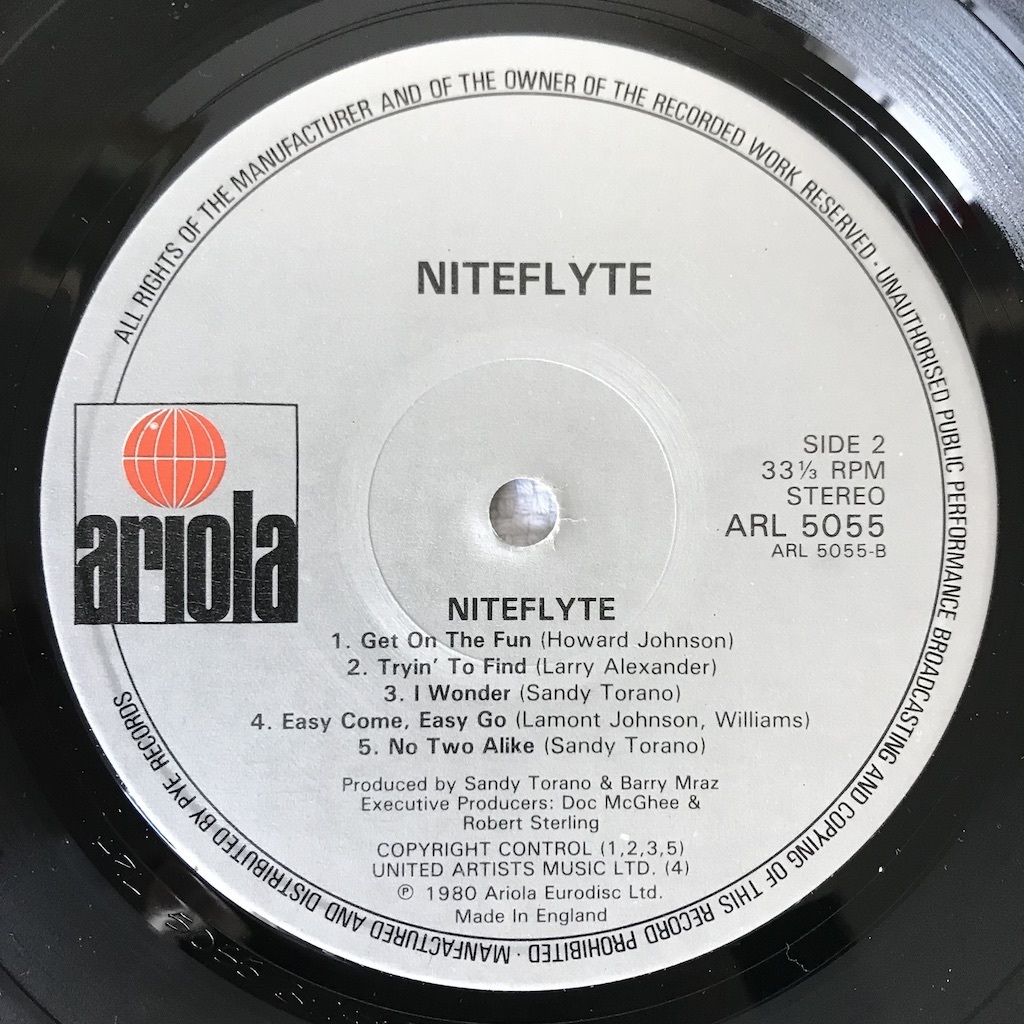 ALL RIGHTS OF THE MANUFACTURER AND OF THE OWNER OF THE RECORDED WORK RESERVED · UNAUTHORISED PUBLIC PERFORMANCE BROADCASTING AND COPYING OF THIS RECORD PROHIBITED · MANFACTURED AND DISTRIBUTED BY PYE RECORDS
NITEFLYTE
ariola
SIDE 2
33⅓ RPM
STEREO
ARL 5055
ARL 5055-B
NITEFLYTE
1. Get On The Fun (Howard Johnson)
2. Tryin' To Find (Larry Alexander)
3. I Wonder (Sandy Torano)
4. Easy Come, Easy Go (Lamont Johnson, Williams)
5. No Two Alike (Sandy Torano)
Produced by Sandy Torano & Barry Mraz
Executive Producers: Doc McGhee &
Robert Sterling
COPYRIGHT CONTROL (1,2,3,5)
UNITED ARTISTS MUSIC LTD. (4)
℗ 1980 Ariola Eurodisc Ltd.
Made In England